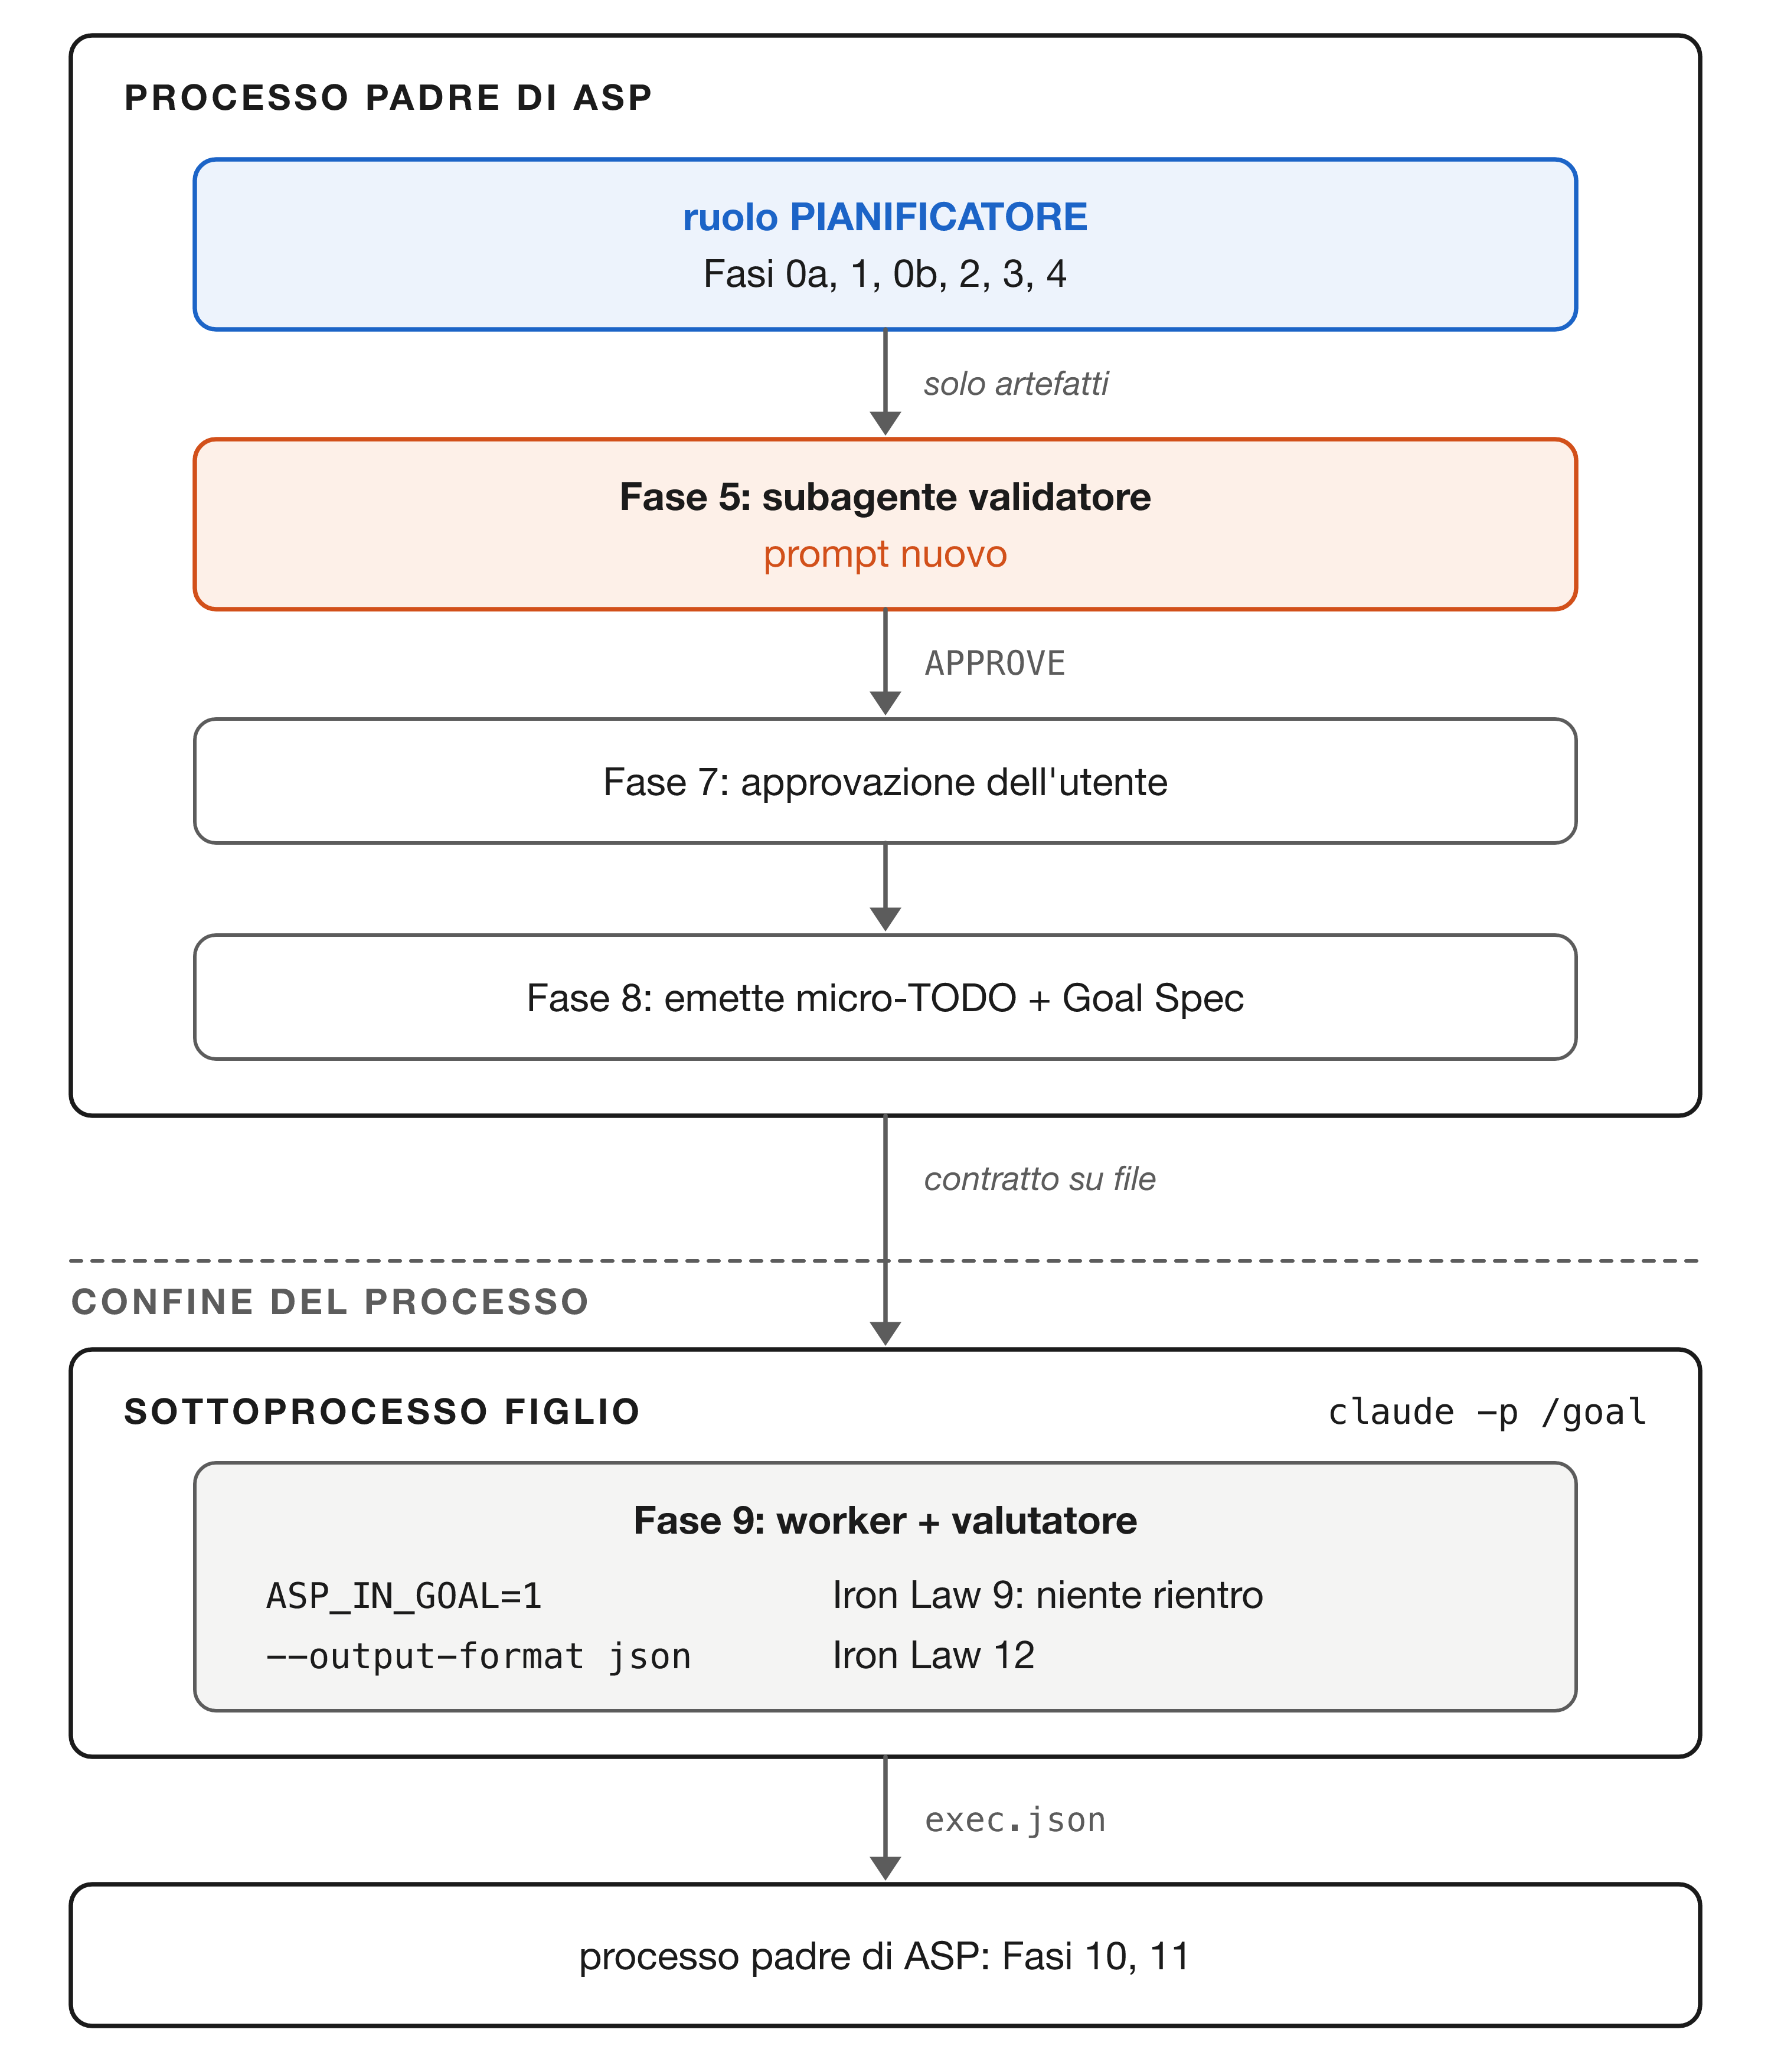 PROCESSO PADRE DI ASP
ruolo PIANIFICATORE
Fasi 0a, 1, 0b, 2, 3, 4
solo artefatti
Fase 5: subagente validatore
prompt nuovo
APPROVE
Fase 7: approvazione dell'utente
Fase 8: emette micro-TODO + Goal Spec
contratto su file
CONFINE DEL PROCESSO
SOTTOPROCESSO FIGLIO
claude -p /goal
Fase 9: worker + valutatore
ASP_IN_GOAL=1
Iron Law 9: niente rientro
--output-format json
Iron Law 12
exec.json
processo padre di ASP: Fasi 10, 11